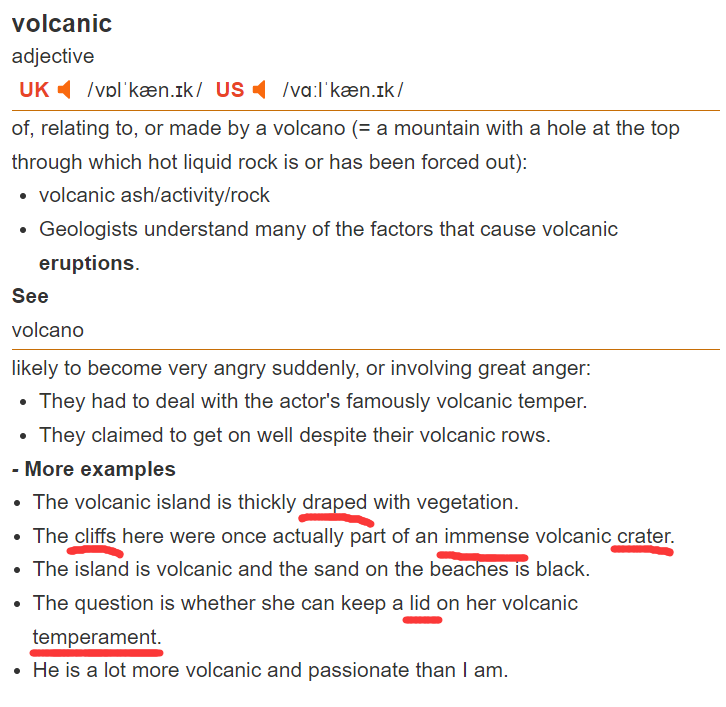 volcanic
adjective
UK /vɒlˈkæn.ɪk/ US /vɑːlˈkæn.ɪk/
of, relating to, or made by a volcano (= a mountain with a hole at the top
through which hot liquid rock is or has been forced out):
• volcanic ash/activity/rock
• Geologists understand many of the factors that cause volcanic
eruptions.
See
volcano
likely to become very angry suddenly, or involving great anger:
• They had to deal with the actor's famously volcanic temper.
• They claimed to get on well despite their volcanic rows.
- More examples
• The volcanic island is thickly draped with vegetation.
• The cliffs here were once actually part of an immense volcanic crater.
• The island is volcanic and the sand on the beaches is black.
• The question is whether she can keep a lid on her volcanic
temperament.
• He is a lot more volcanic and passionate than I am.